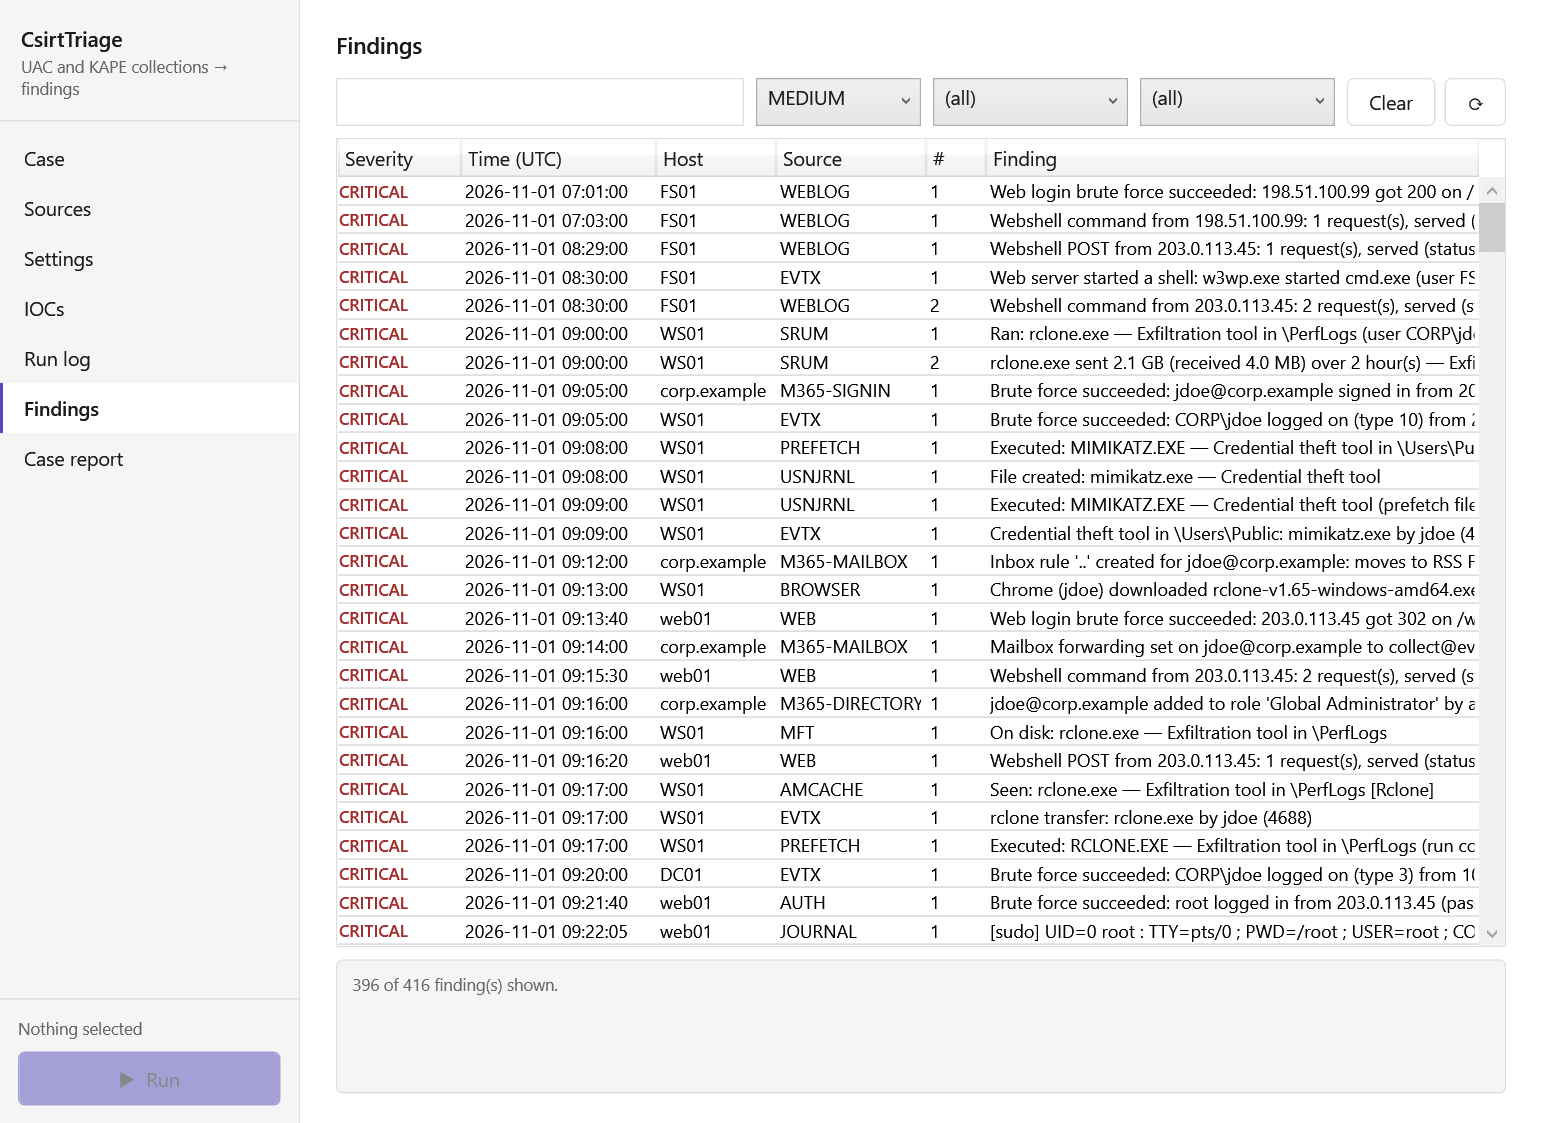 CsirtTriage
UAC and KAPE collections →
findings
Case
Sources
Settings
IOCs
Run log
Findings
Case report
Nothing selected
▶ Run
Findings
MEDIUM (all) (all) Clear ⟳
Severity Time (UTC) Host Source # Finding
CRITICAL 2026-11-01 07:01:00 FS01 WEBLOG 1 Web login brute force succeeded: 198.51.100.99 got 200 on /
CRITICAL 2026-11-01 07:03:00 FS01 WEBLOG 1 Webshell command from 198.51.100.99: 1 request(s), served (
CRITICAL 2026-11-01 08:29:00 FS01 WEBLOG 1 Webshell POST from 203.0.113.45: 1 request(s), served (status
CRITICAL 2026-11-01 08:30:00 FS01 EVTX 1 Web server started a shell: w3wp.exe started cmd.exe (user FS
CRITICAL 2026-11-01 08:30:00 FS01 WEBLOG 2 Webshell command from 203.0.113.45: 2 request(s), served (s
CRITICAL 2026-11-01 09:00:00 WS01 SRUM 1 Ran: rclone.exe — Exfiltration tool in \PerfLogs (user CORP\jd
CRITICAL 2026-11-01 09:00:00 WS01 SRUM 2 rclone.exe sent 2.1 GB (received 4.0 MB) over 2 hour(s) — Exfi
CRITICAL 2026-11-01 09:05:00 corp.example M365-SIGNIN 1 Brute force succeeded: jdoe@corp.example signed in from 20
CRITICAL 2026-11-01 09:05:00 WS01 EVTX 1 Brute force succeeded: CORP\jdoe logged on (type 10) from 2
CRITICAL 2026-11-01 09:08:00 WS01 PREFETCH 1 Executed: MIMIKATZ.EXE — Credential theft tool in \Users\Pu
CRITICAL 2026-11-01 09:08:00 WS01 USNJRNL 1 File created: mimikatz.exe — Credential theft tool
CRITICAL 2026-11-01 09:09:00 WS01 USNJRNL 1 Executed: MIMIKATZ.EXE — Credential theft tool (prefetch file
CRITICAL 2026-11-01 09:09:00 WS01 EVTX 1 Credential theft tool in \Users\Public: mimikatz.exe by jdoe (4
CRITICAL 2026-11-01 09:12:00 corp.example M365-MAILBOX 1 Inbox rule '..' created for jdoe@corp.example: moves to RSS F
CRITICAL 2026-11-01 09:13:00 WS01 BROWSER 1 Chrome (jdoe) downloaded rclone-v1.65-windows-amd64.exe
CRITICAL 2026-11-01 09:13:40 web01 WEB 1 Web login brute force succeeded: 203.0.113.45 got 302 on /w
CRITICAL 2026-11-01 09:14:00 corp.example M365-MAILBOX 1 Mailbox forwarding set on jdoe@corp.example to collect@ev
CRITICAL 2026-11-01 09:15:30 web01 WEB 1 Webshell command from 203.0.113.45: 2 request(s), served (s
CRITICAL 2026-11-01 09:16:00 corp.example M365-DIRECTORY 1 jdoe@corp.example added to role 'Global Administrator' by a
CRITICAL 2026-11-01 09:16:00 WS01 MFT 1 On disk: rclone.exe — Exfiltration tool in \PerfLogs
CRITICAL 2026-11-01 09:16:20 web01 WEB 1 Webshell POST from 203.0.113.45: 1 request(s), served (status
CRITICAL 2026-11-01 09:17:00 WS01 AMCACHE 1 Seen: rclone.exe — Exfiltration tool in \PerfLogs [Rclone]
CRITICAL 2026-11-01 09:17:00 WS01 EVTX 1 rclone transfer: rclone.exe by jdoe (4688)
CRITICAL 2026-11-01 09:17:00 WS01 PREFETCH 1 Executed: RCLONE.EXE — Exfiltration tool in \PerfLogs (run co
CRITICAL 2026-11-01 09:20:00 DC01 EVTX 1 Brute force succeeded: CORP\jdoe logged on (type 3) from 10
CRITICAL 2026-11-01 09:21:40 web01 AUTH 1 Brute force succeeded: root logged in from 203.0.113.45 (pas
CRITICAL 2026-11-01 09:22:05 web01 JOURNAL 1 [sudo] UID=0 root : TTY=pts/0 ; PWD=/root ; USER=root ; CO
396 of 416 finding(s) shown.